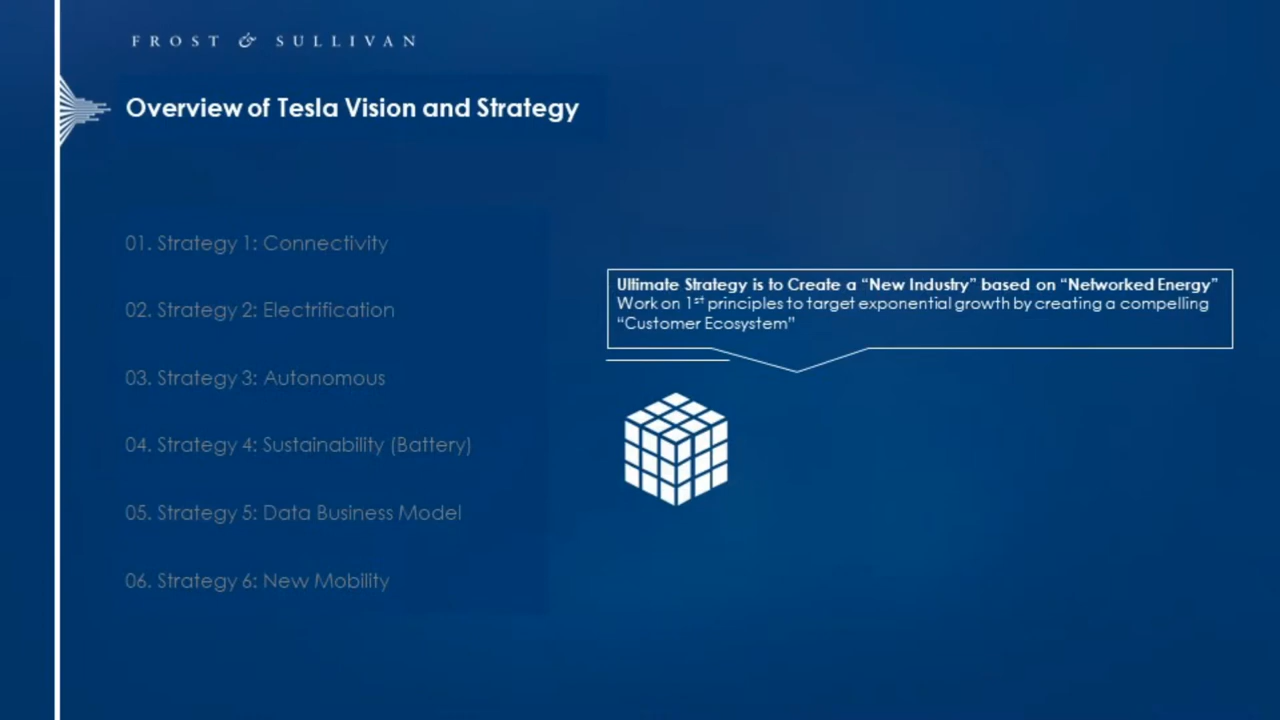 FROST & SULLIVAN
Overview of Tesla Vision and Strategy
01. Strategy 1: Connectivity
02. Strategy 2: Electrification
03. Strategy 3: Autonomous
04. Strategy 4: Sustainability (Battery)
05. Strategy 5: Data Business Model
06. Strategy 6: New Mobility
Ultimate Strategy is to Create a “New Industry” based on “Networked Energy”
Work on 1st principles to target exponential growth by creating a compelling
“Customer Ecosystem”